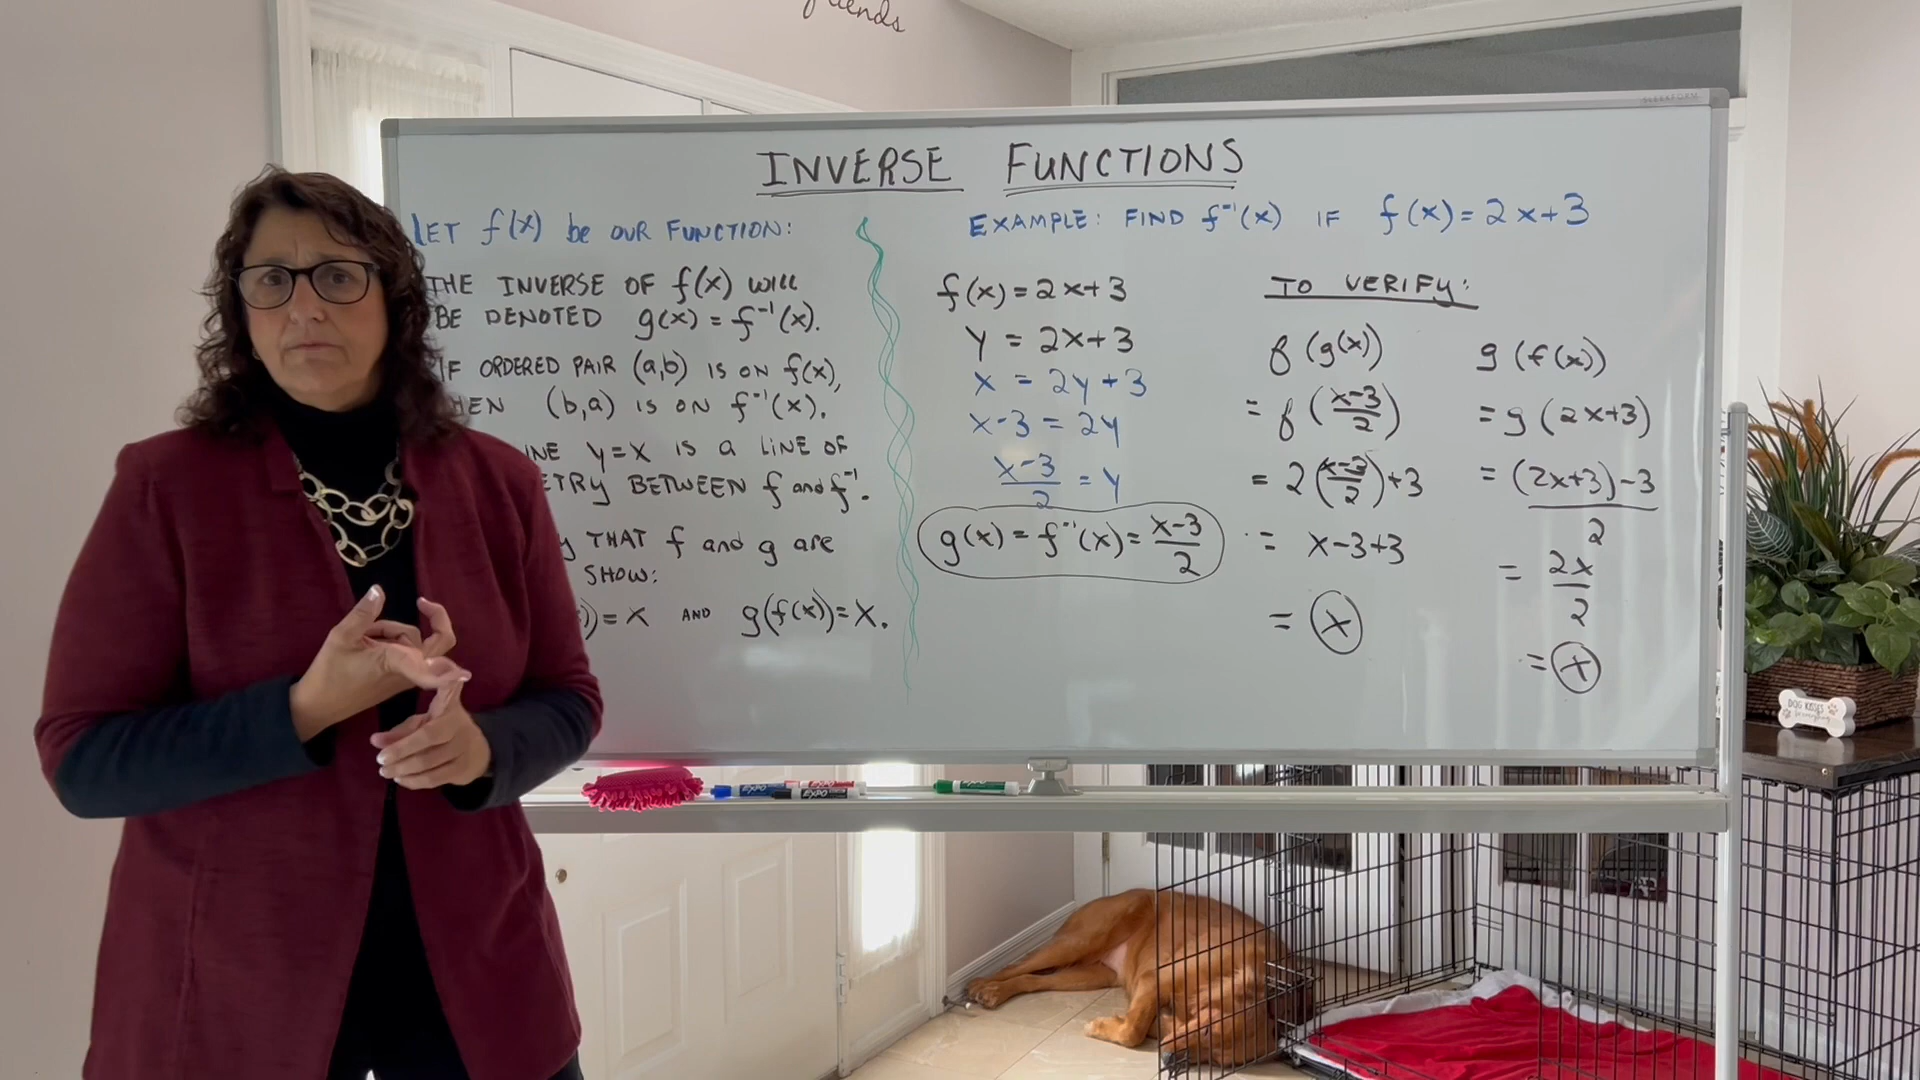 friends
INVERSE FUNCTIONS
LET f(x) be OUR FUNCTION:
THE INVERSE OF f(x) WILL
BE DENOTED g(x) = f⁻¹(x).
IF ORDERED PAIR (a,b) IS ON f(x),
HEN (b,a) IS ON f⁻¹(x).
INE y=x IS A LINE OF
ETRY BETWEEN f and f⁻¹.
y THAT f and g are
SHOW:
)) = x AND g(f(x)) = x.
EXAMPLE: FIND f⁻¹(x) IF f(x) = 2x+3
f(x) = 2x+3
y = 2x+3
x = 2y+3
x-3 = 2y
(x-3)/2 = y
g(x) = f⁻¹(x) = (x-3)/2
TO VERIFY:
f(g(x))
= f((x-3)/2)
= 2((x-3)/2)+3
= x-3+3
= x
g(f(x))
= g(2x+3)
= ((2x+3)-3)/2
= 2x/2
= x
EXPO
EXPO
DOG KISSES